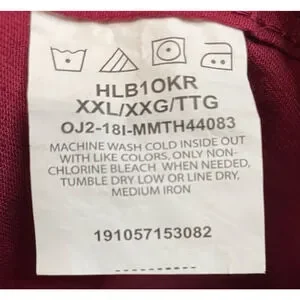 HLB1OKR
XXL/XXG/TTG
OJ2-18I-MMTH44083
MACHINE WASH COLD INSIDE OUT
WITH LIKE COLORS, ONLY NON-
CHLORINE BLEACH WHEN NEEDED,
TUMBLE DRY LOW OR LINE DRY,
MEDIUM IRON
191057153082